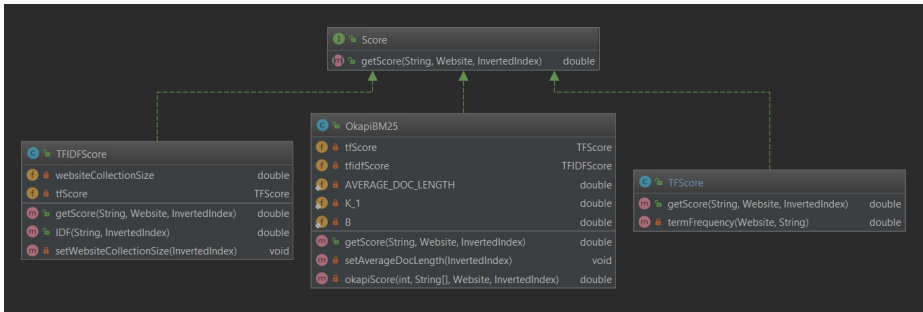 Score
getScore(String, Website, InvertedIndex) double
TFIDFScore
websiteCollectionSize double
tfScore TFScore
getScore(String, Website, InvertedIndex) double
IDF(String, InvertedIndex) double
setWebsiteCollectionSize(InvertedIndex) void
OkapiBM25
tfScore TFScore
tfidfScore TFIDFScore
AVERAGE_DOC_LENGTH double
K_1 double
B double
getScore(String, Website, InvertedIndex) double
setAverageDocLength(InvertedIndex) void
okapiScore(int, String[], Website, InvertedIndex) double
TFScore
getScore(String, Website, InvertedIndex) double
termFrequency(Website, String) double